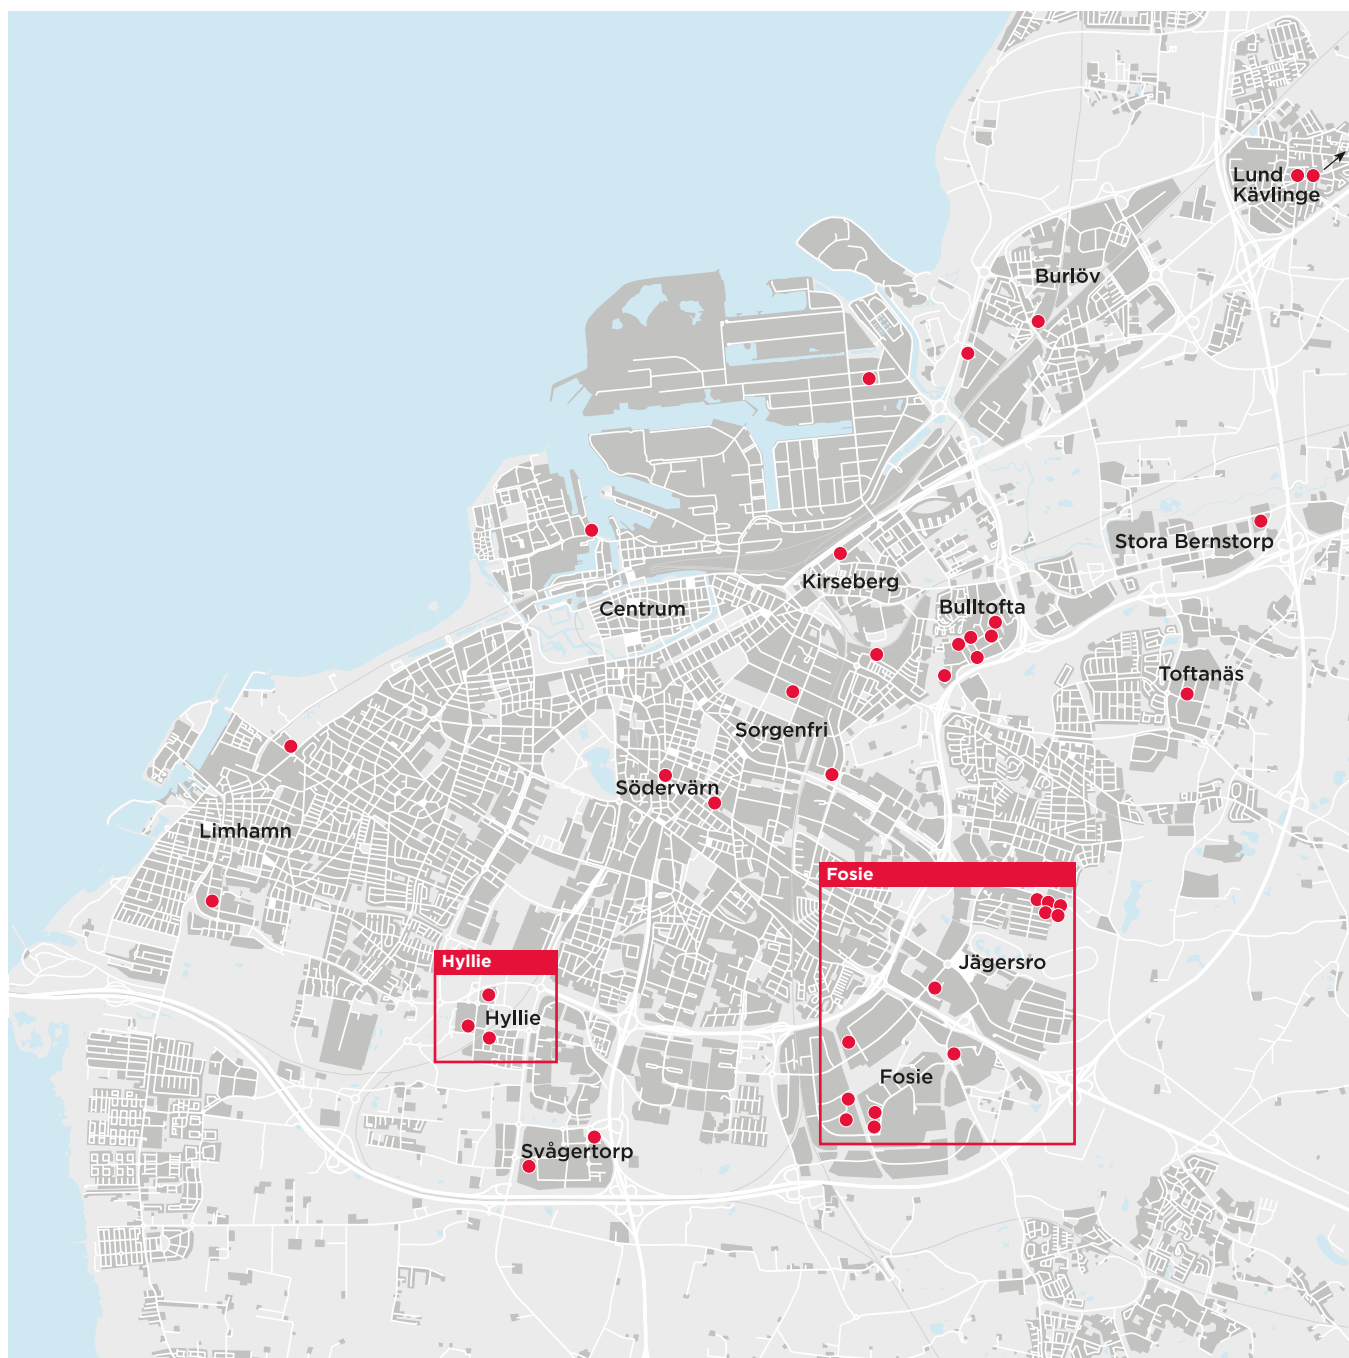 Lund
Kävlinge
Burlöv
Stora Bernstorp
Kirseberg
Bulltofta
Centrum
Toftanäs
Sorgenfri
Södervärn
Limhamn
Fosie
Hyllie
Jägersro
Hyllie
Fosie
Svågertorp